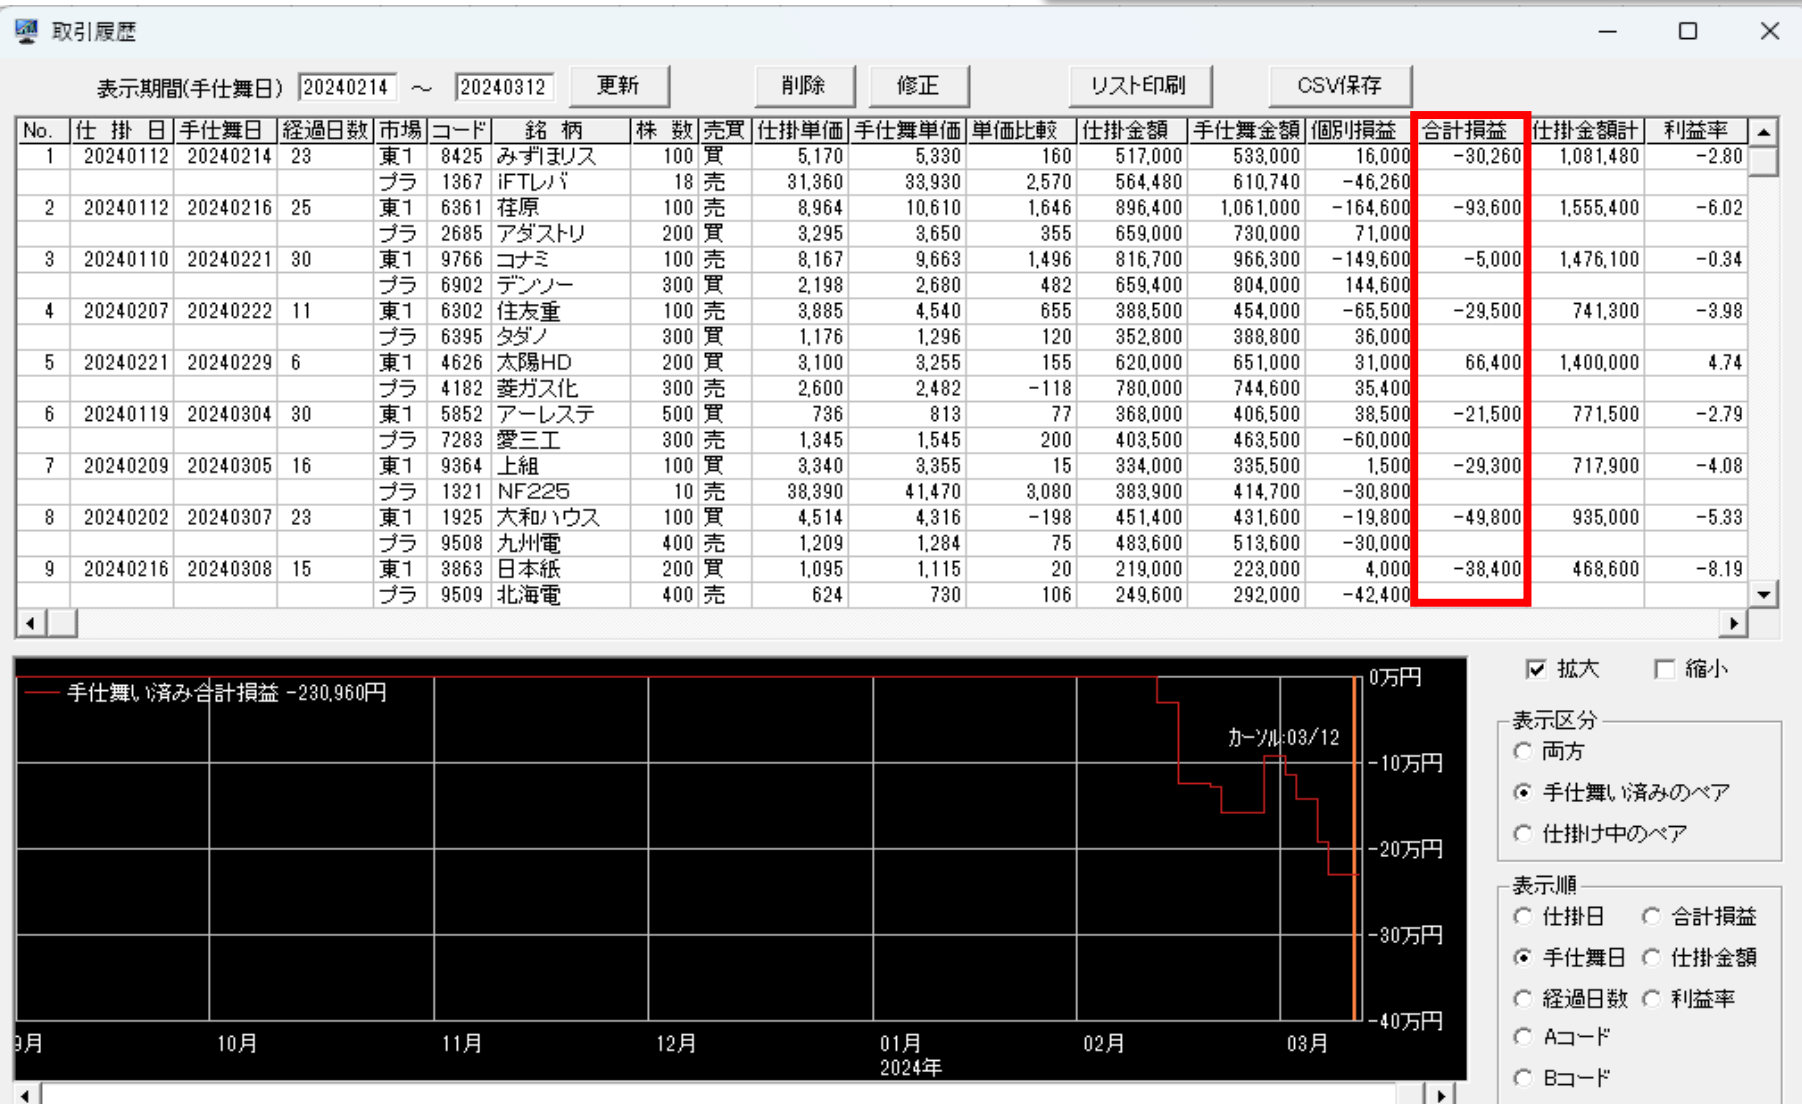 取引履歴
表示期間(手仕舞日) 20240214 ～ 20240312 更新 削除 修正 リスト印刷 CSV保存
No. 仕掛日 手仕舞日 経過日数 市場 コード 銘柄 株数 売買 仕掛単価 手仕舞単価 単価比較 仕掛金額 手仕舞金額 個別損益 合計損益 仕掛金額計 利益率
1 20240112 20240214 23 東1 8425 みずほリス 100 買 5,170 5,330 160 517,000 533,000 16,000 -30,260 1,081,480 -2.80
プラ 1367 iFTレバ 18 売 31,360 33,930 2,570 564,480 610,740 -46,260
2 20240112 20240216 25 東1 6361 荏原 100 売 8,964 10,610 1,646 896,400 1,061,000 -164,600 -93,600 1,555,400 -6.02
プラ 2685 アダストリ 200 買 3,295 3,650 355 659,000 730,000 71,000
3 20240110 20240221 30 東1 9766 コナミ 100 売 8,167 9,663 1,496 816,700 966,300 -149,600 -5,000 1,476,100 -0.34
プラ 6902 デンソー 300 買 2,198 2,680 482 659,400 804,000 144,600
4 20240207 20240222 11 東1 6302 住友重 100 売 3,885 4,540 655 388,500 454,000 -65,500 -29,500 741,300 -3.98
プラ 6395 タダノ 300 買 1,176 1,296 120 352,800 388,800 36,000
5 20240221 20240229 6 東1 4626 太陽HD 200 買 3,100 3,255 155 620,000 651,000 31,000 66,400 1,400,000 4.74
プラ 4182 菱ガス化 300 売 2,600 2,482 -118 780,000 744,600 35,400
6 20240119 20240304 30 東1 5852 アーレステ 500 買 736 813 77 368,000 406,500 38,500 -21,500 771,500 -2.79
プラ 7283 愛三工 300 売 1,345 1,545 200 403,500 463,500 -60,000
7 20240209 20240305 16 東1 9364 上組 100 買 3,340 3,355 15 334,000 335,500 1,500 -29,300 717,900 -4.08
プラ 1321 NF225 10 売 38,390 41,470 3,080 383,900 414,700 -30,800
8 20240202 20240307 23 東1 1925 大和ハウス 100 買 4,514 4,316 -198 451,400 431,600 -19,800 -49,800 935,000 -5.33
プラ 9508 九州電 400 売 1,209 1,284 75 483,600 513,600 -30,000
9 20240216 20240308 15 東1 3863 日本紙 200 買 1,095 1,115 20 219,000 223,000 4,000 -38,400 468,600 -8.19
プラ 9509 北海電 400 売 624 730 106 249,600 292,000 -42,400
手仕舞い済み合計損益 -230,960円
カーソル:03/12
0万円
-10万円
-20万円
-30万円
-40万円
9月 10月 11月 12月 01月 02月 03月
2024年
拡大 縮小
表示区分
両方
手仕舞い済みのペア
仕掛け中のペア
表示順
仕掛日 合計損益
手仕舞日 仕掛金額
経過日数 利益率
Aコード
Bコード